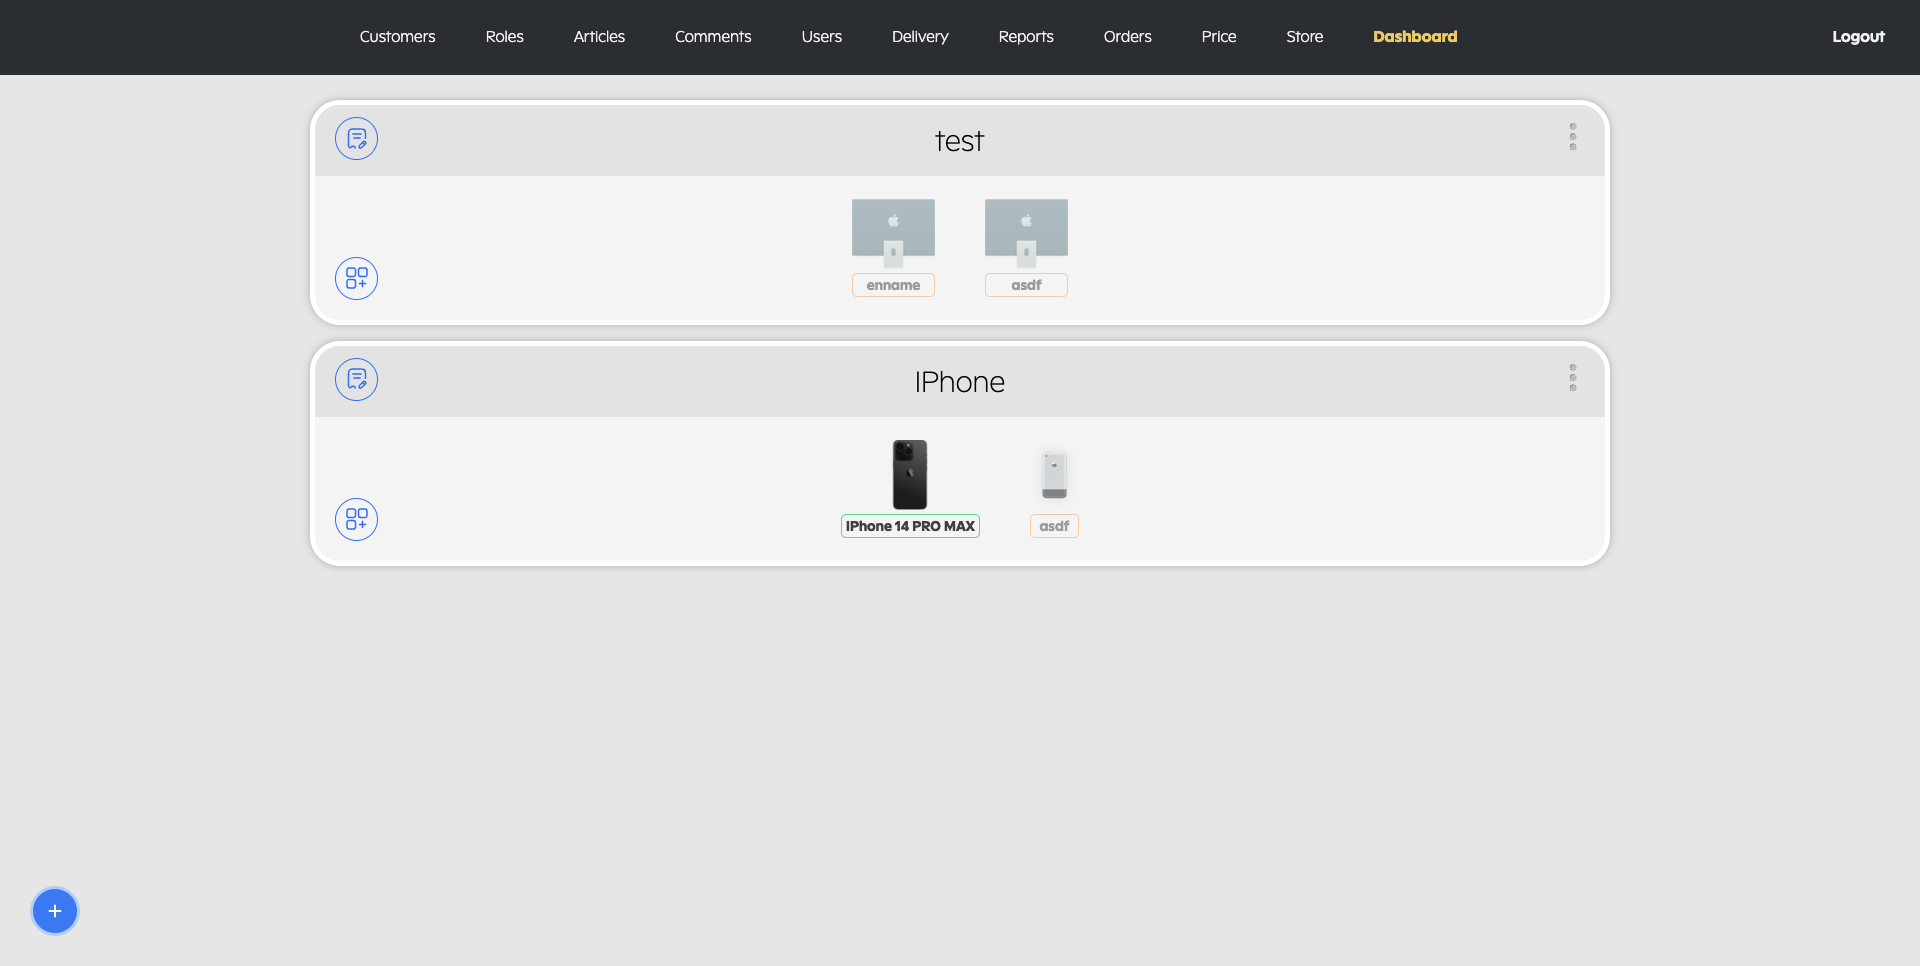 Customers Roles Articles Comments Users Delivery Reports Orders Price Store Dashboard Logout
test
enname asdf
IPhone
IPhone 14 PRO MAX asdf